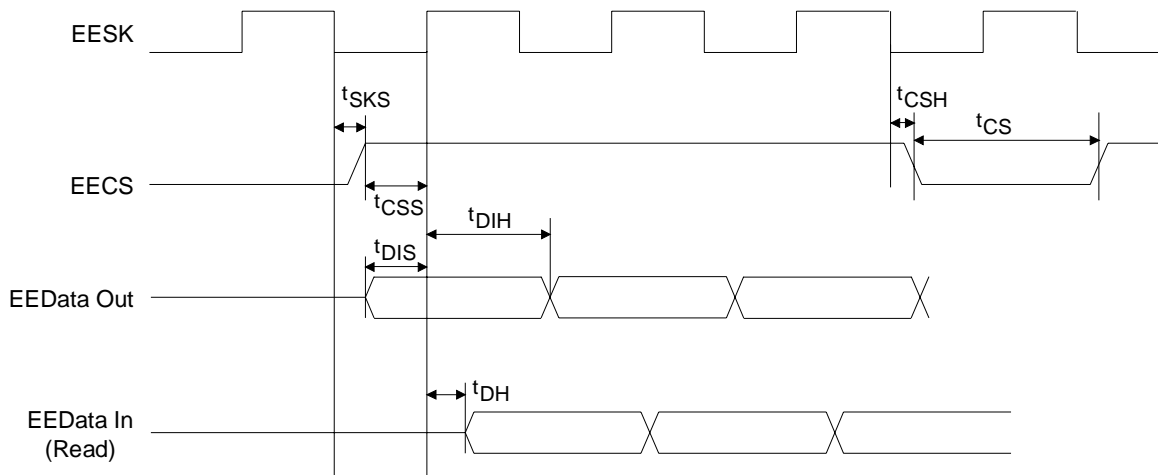 EESK
tSKS
tCSH
tCS
EECS
tCSS
tDIH
tDIS
EEData Out
tDH
EEData In
(Read)